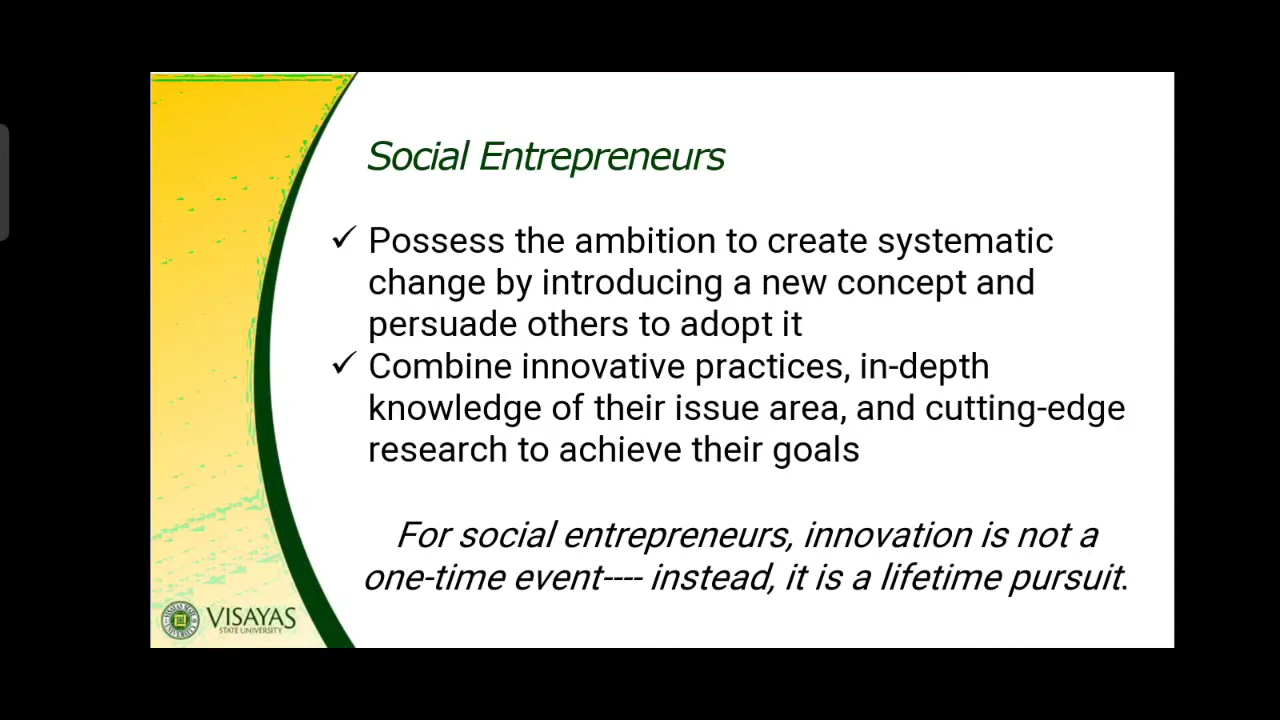 Social Entrepreneurs
✓ Possess the ambition to create systematic
change by introducing a new concept and
persuade others to adopt it
✓ Combine innovative practices, in-depth
knowledge of their issue area, and cutting-edge
research to achieve their goals
For social entrepreneurs, innovation is not a
one-time event---- instead, it is a lifetime pursuit.
VISAYAS
STATE UNIVERSITY